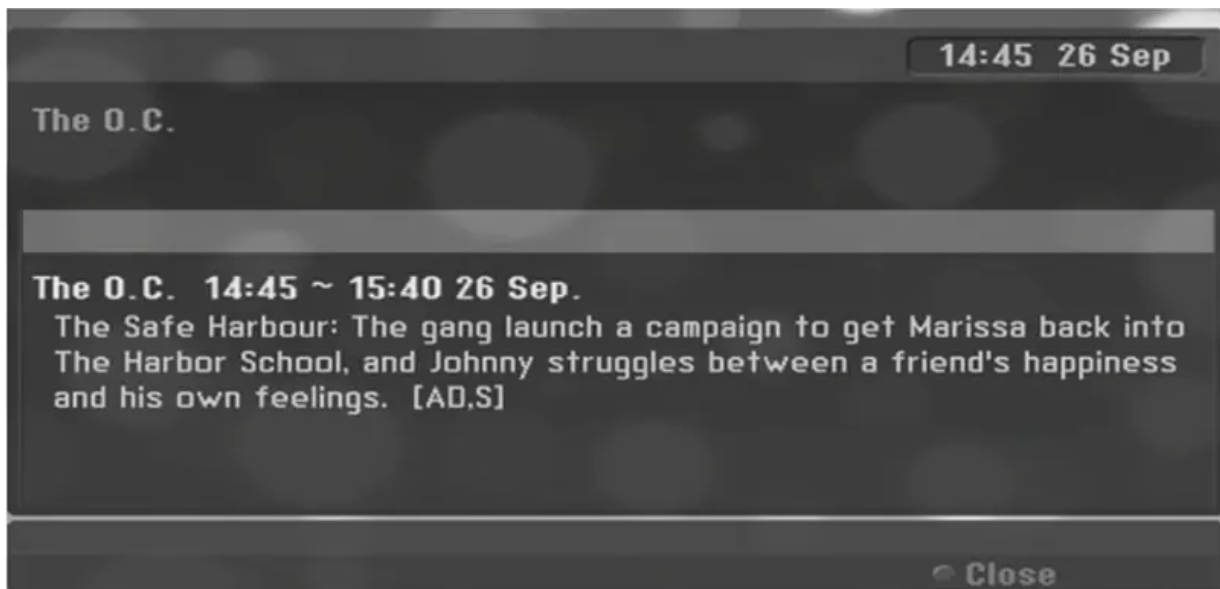 14:45 26 Sep
The O.C.
The O.C. 14:45 ~ 15:40 26 Sep.
The Safe Harbour: The gang launch a campaign to get Marissa back into
The Harbor School, and Johnny struggles between a friend's happiness
and his own feelings. [AD,S]
Close